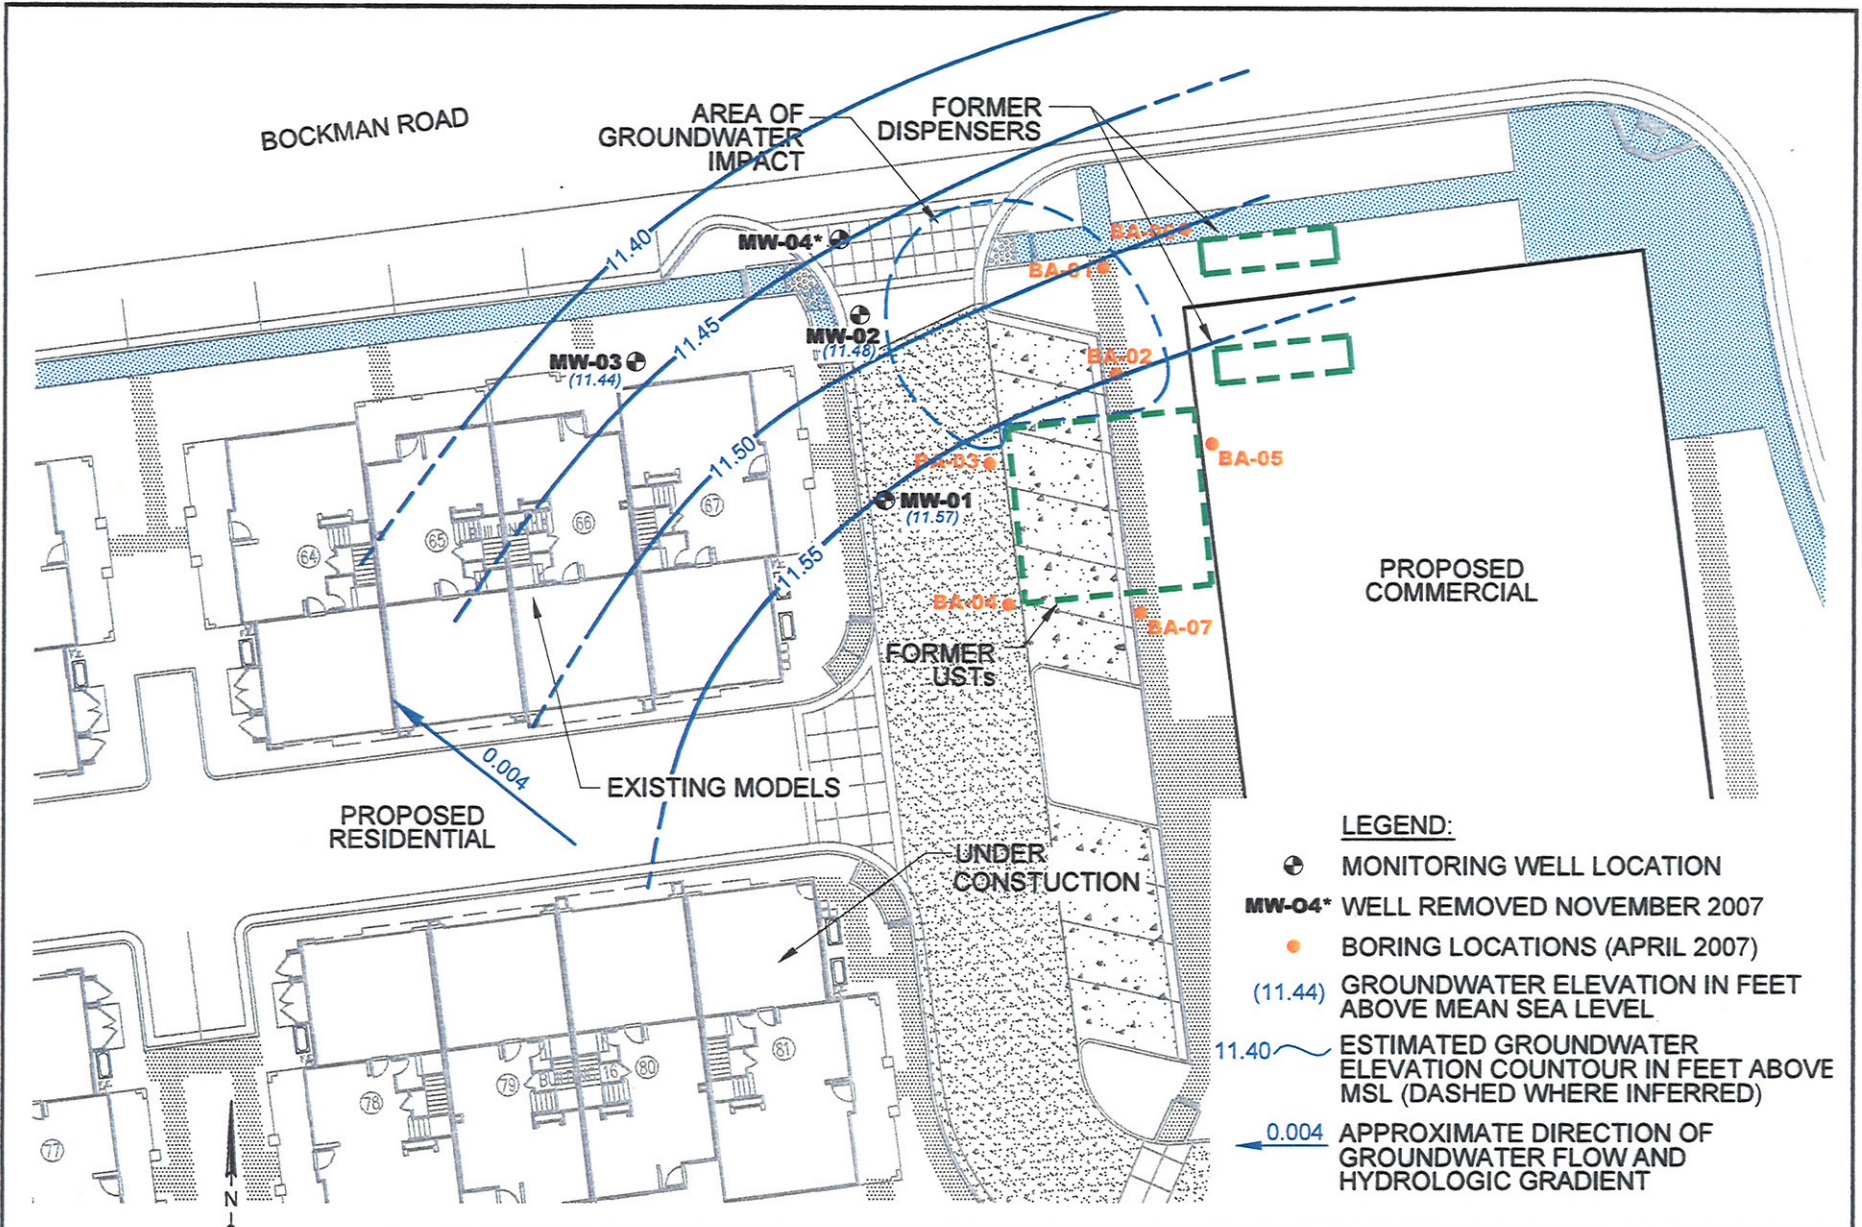 BOCKMAN ROAD
AREA OF
GROUNDWATER
IMPACT
FORMER
DISPENSERS
11.40
MW-04*
BA-06
BA-01
11.45
MW-02
(11.48)
MW-03
(11.44)
BA-02
11.50
BA-03
BA-05
MW-01
(11.57)
11.55
64
65
66
67
BA-04
BA-07
FORMER
USTs
PROPOSED
COMMERCIAL
0.004
EXISTING MODELS
PROPOSED
RESIDENTIAL
UNDER
CONSTUCTION
77
78
79
80
81
16
N
LEGEND:
MONITORING WELL LOCATION
MW-04* WELL REMOVED NOVEMBER 2007
BORING LOCATIONS (APRIL 2007)
(11.44) GROUNDWATER ELEVATION IN FEET
ABOVE MEAN SEA LEVEL
11.40 ESTIMATED GROUNDWATER
ELEVATION COUNTOUR IN FEET ABOVE
MSL (DASHED WHERE INFERRED)
0.004 APPROXIMATE DIRECTION OF
GROUNDWATER FLOW AND
HYDROLOGIC GRADIENT